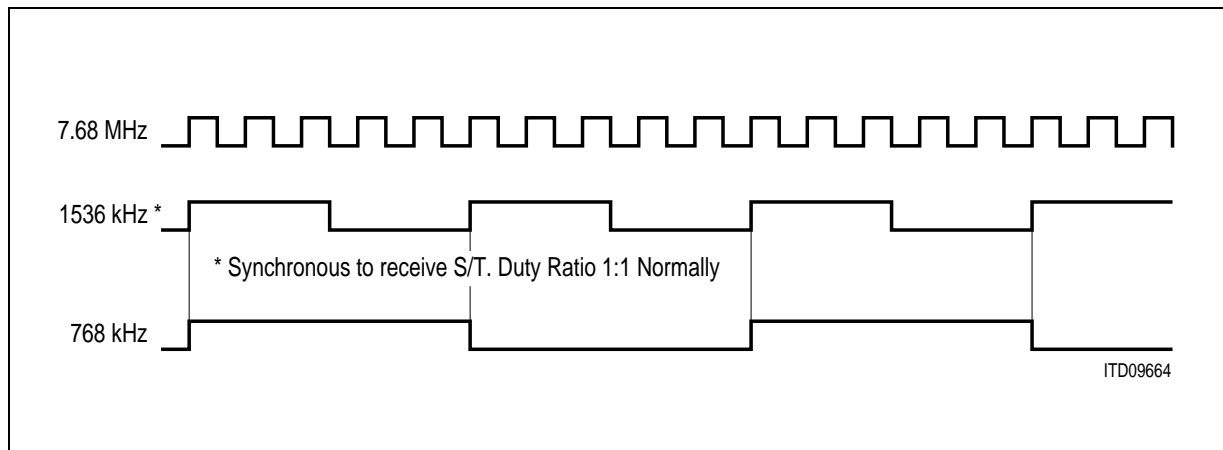 7.68 MHz
1536 kHz *
* Synchronous to receive S/T. Duty Ratio 1:1 Normally
768 kHz
ITD09664